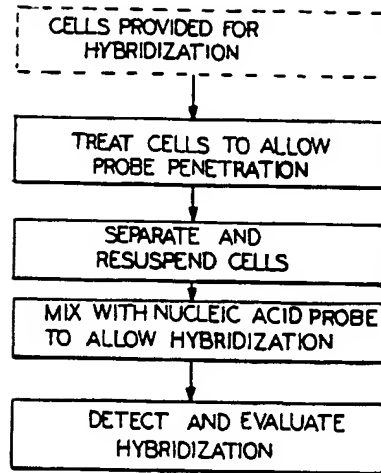 CELLS PROVIDED FOR
HYBRIDIZATION
TREAT CELLS TO ALLOW
PROBE PENETRATION
SEPARATE AND
RESUSPEND CELLS
MIX WITH NUCLEIC ACID PROBE
TO ALLOW HYBRIDIZATION
DETECT AND EVALUATE
HYBRIDIZATION